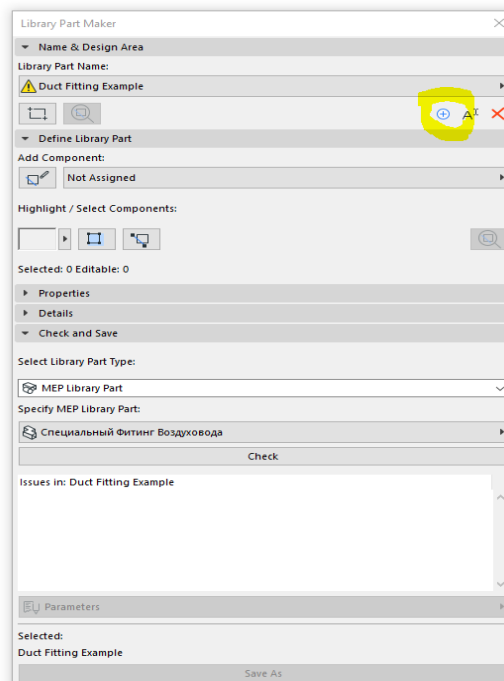 Library Part Maker
Name & Design Area
Library Part Name:
Duct Fitting Example
Define Library Part
Add Component:
Not Assigned
Highlight / Select Components:
Selected: 0 Editable: 0
Properties
Details
Check and Save
Select Library Part Type:
MEP Library Part
Specify MEP Library Part:
Специальный Фитинг Воздуховода
Check
Issues in: Duct Fitting Example
Parameters
Selected:
Duct Fitting Example
Save As